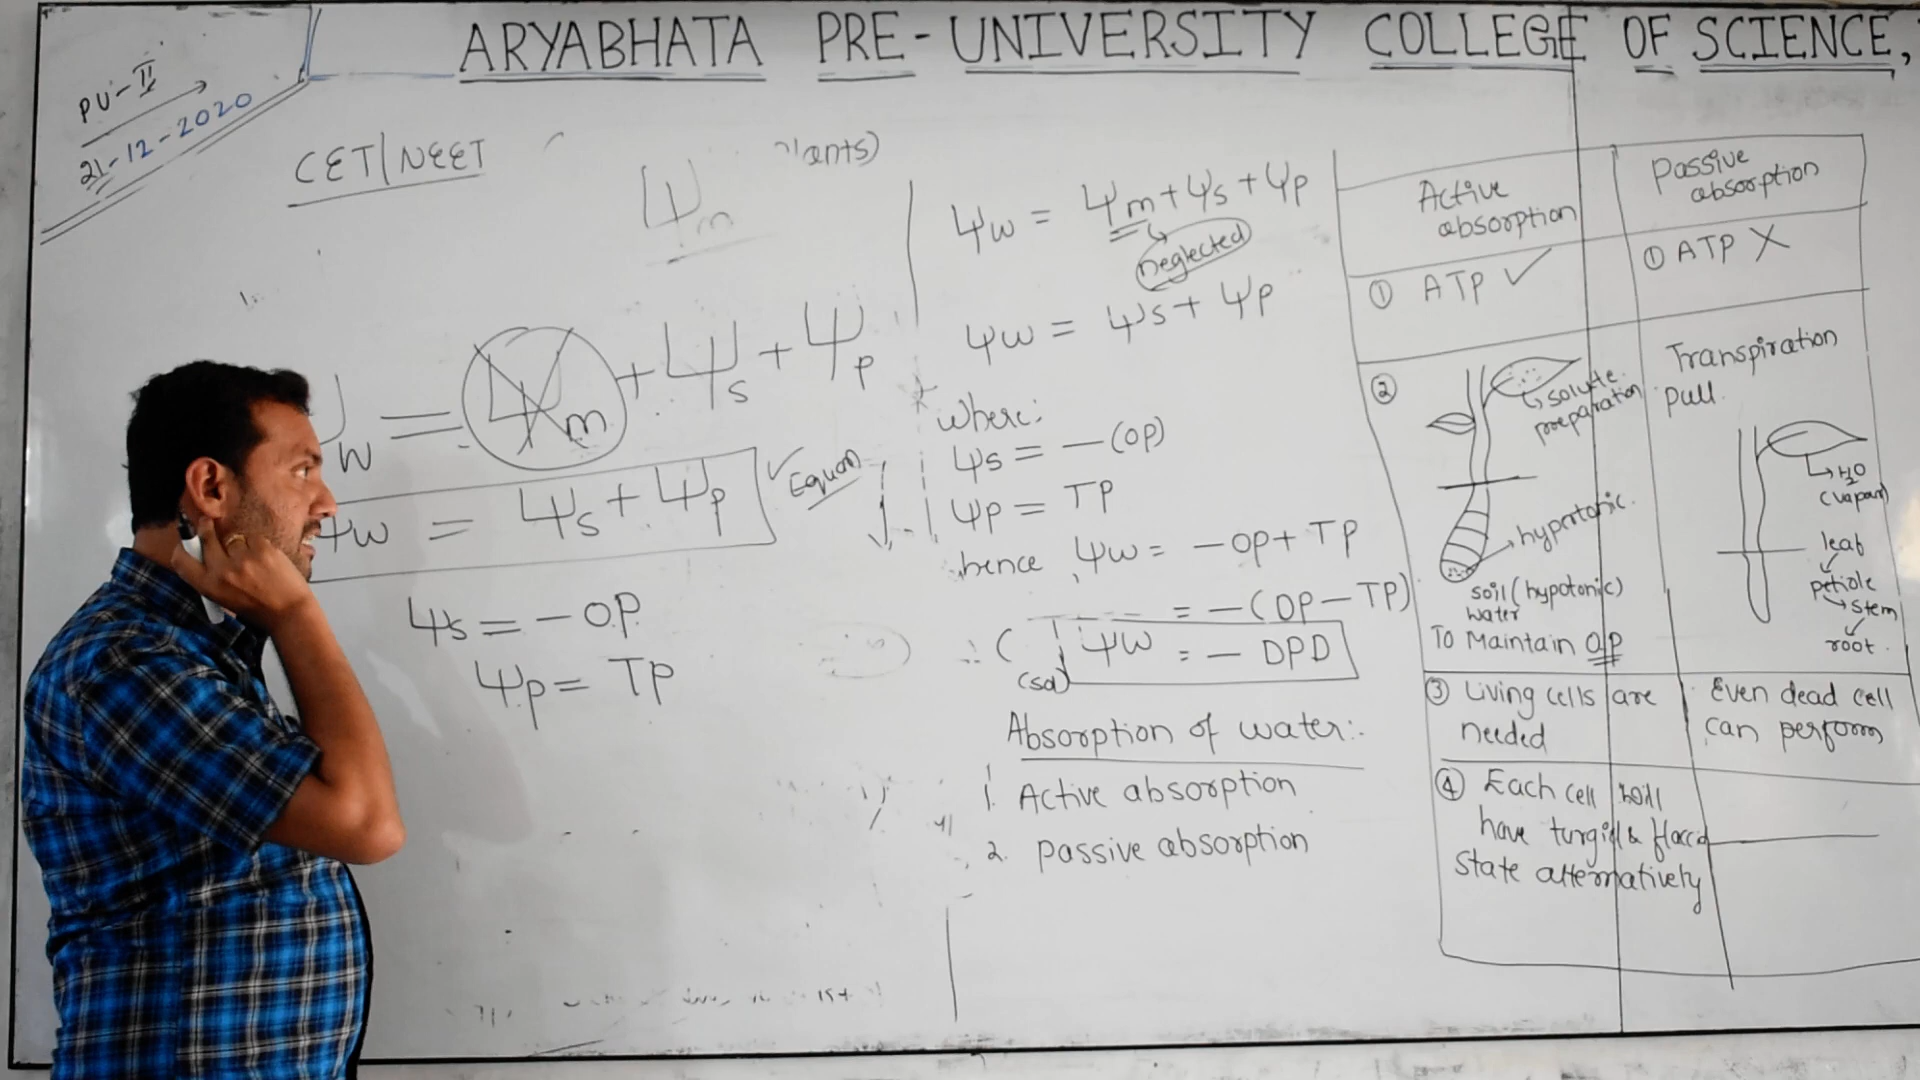 ARYABHATA PRE-UNIVERSITY COLLEGE OF SCIENCE,
PU-II
21-12-2020
CET/NEET
lants)
Ψm
Ψw = Ψm + Ψs + Ψp
Ψw = Ψs + Ψp
Equan
Ψs = - OP
Ψp = TP
Ψw = Ψm + Ψs + Ψp
neglected
Ψw = Ψs + Ψp
where:
Ψs = -(OP)
Ψp = TP
hence, Ψw = -OP + TP
= -(OP - TP)
∴ Ψw = - DPD
Absorption of water:-
1. Active absorption
2. passive absorption
Active absorption
Passive absorption
① ATP ✓
① ATP X
②
solute preparation
hypertonic.
soil (hypotonic)
water
To Maintain OP
Transpiration
pull.
H2O
(vapour)
leaf
petiole
stem
root.
③ Living cells are
needed
Even dead cell
can perform
④ Each cell will
have turgid & flaccid
state alternatively